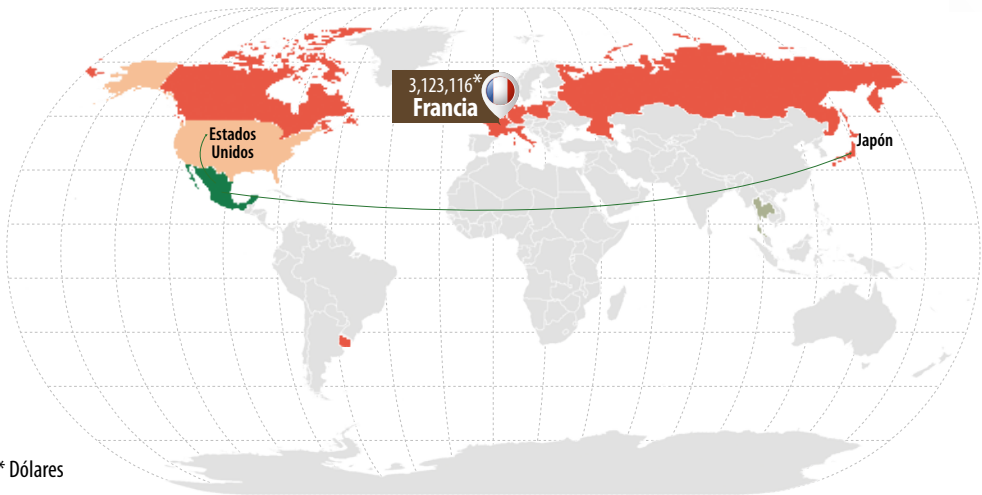 3,123,116*
Francia
Estados
Unidos
Japón
* Dólares